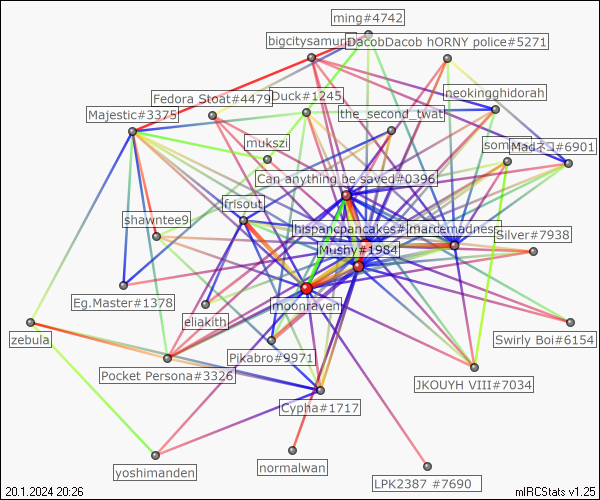 ming#4742
bigcitysamura
DacobDacob hORNY police#5271
neokingghidorah
Fedora Stoat#4479
Duck#1245
Majestic#3375
the_second_twat
mukszi
som
Madネコ#6901
Can anything be saved#0396
frisout
shawntee9
hispancpancakes#
marcemadness
Silver#7938
Mushy#1984
Eg.Master#1378
moonraven
eliakith
zebula
Pikabro#9971
Swirly Boi#6154
Pocket Persona#3326
JKOUYH VIII#7034
Cypha#1717
yoshimanden
normalwan
LPK2387 #7690
20.1.2024 20:26
mIRCStats v1.25